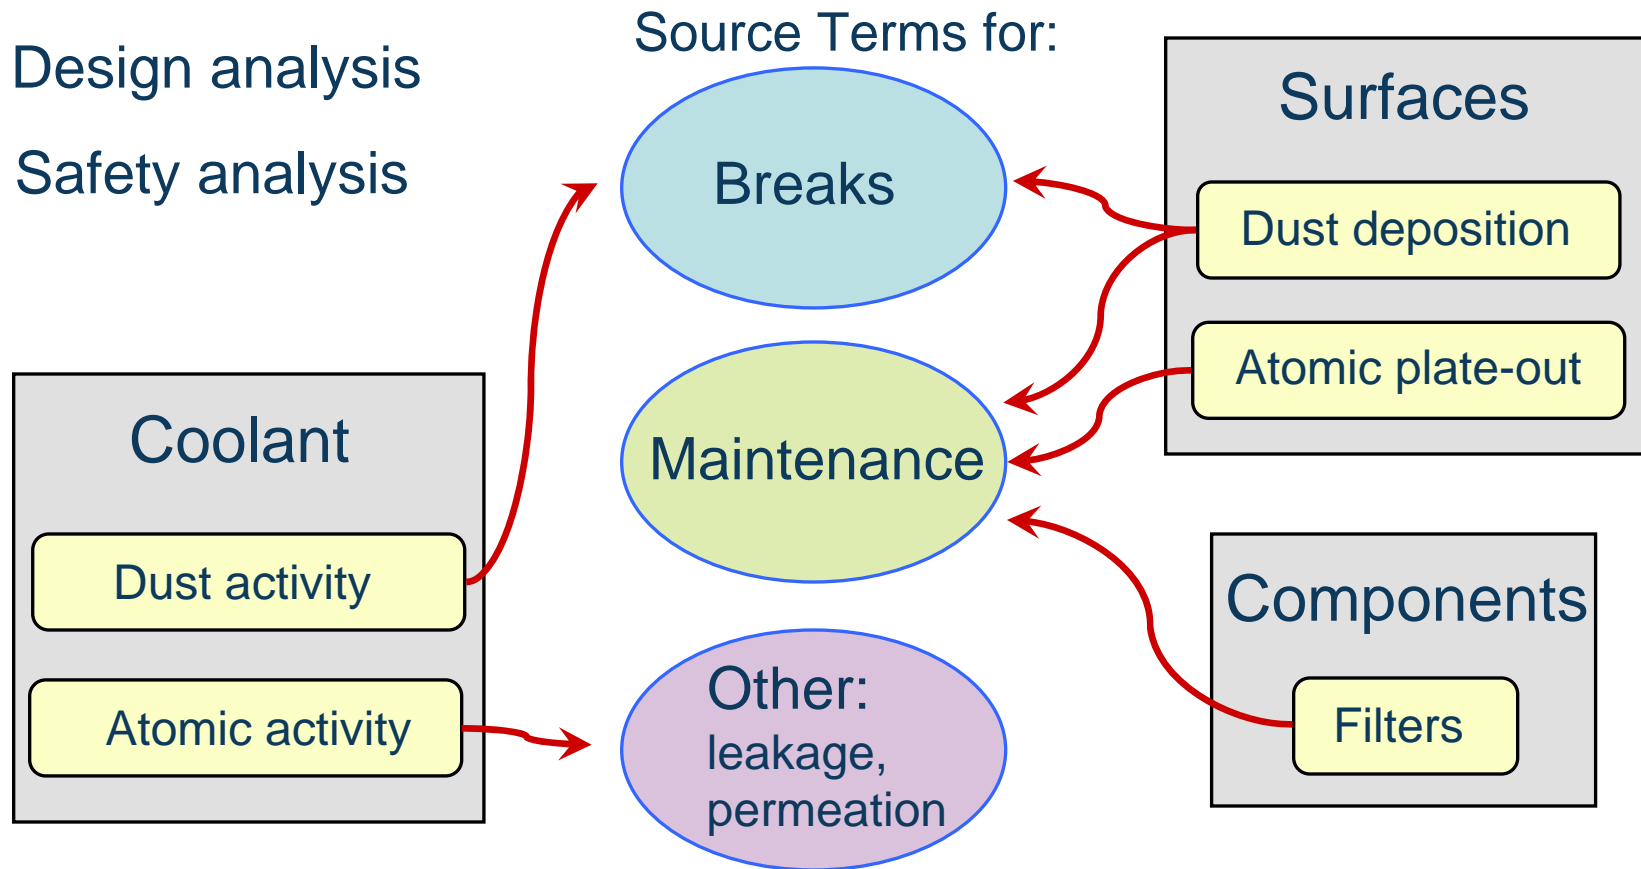 Design analysis
Safety analysis
Source Terms for:
Breaks
Maintenance
Other:
leakage,
permeation
Coolant
Dust activity
Atomic activity
Surfaces
Dust deposition
Atomic plate-out
Components
Filters